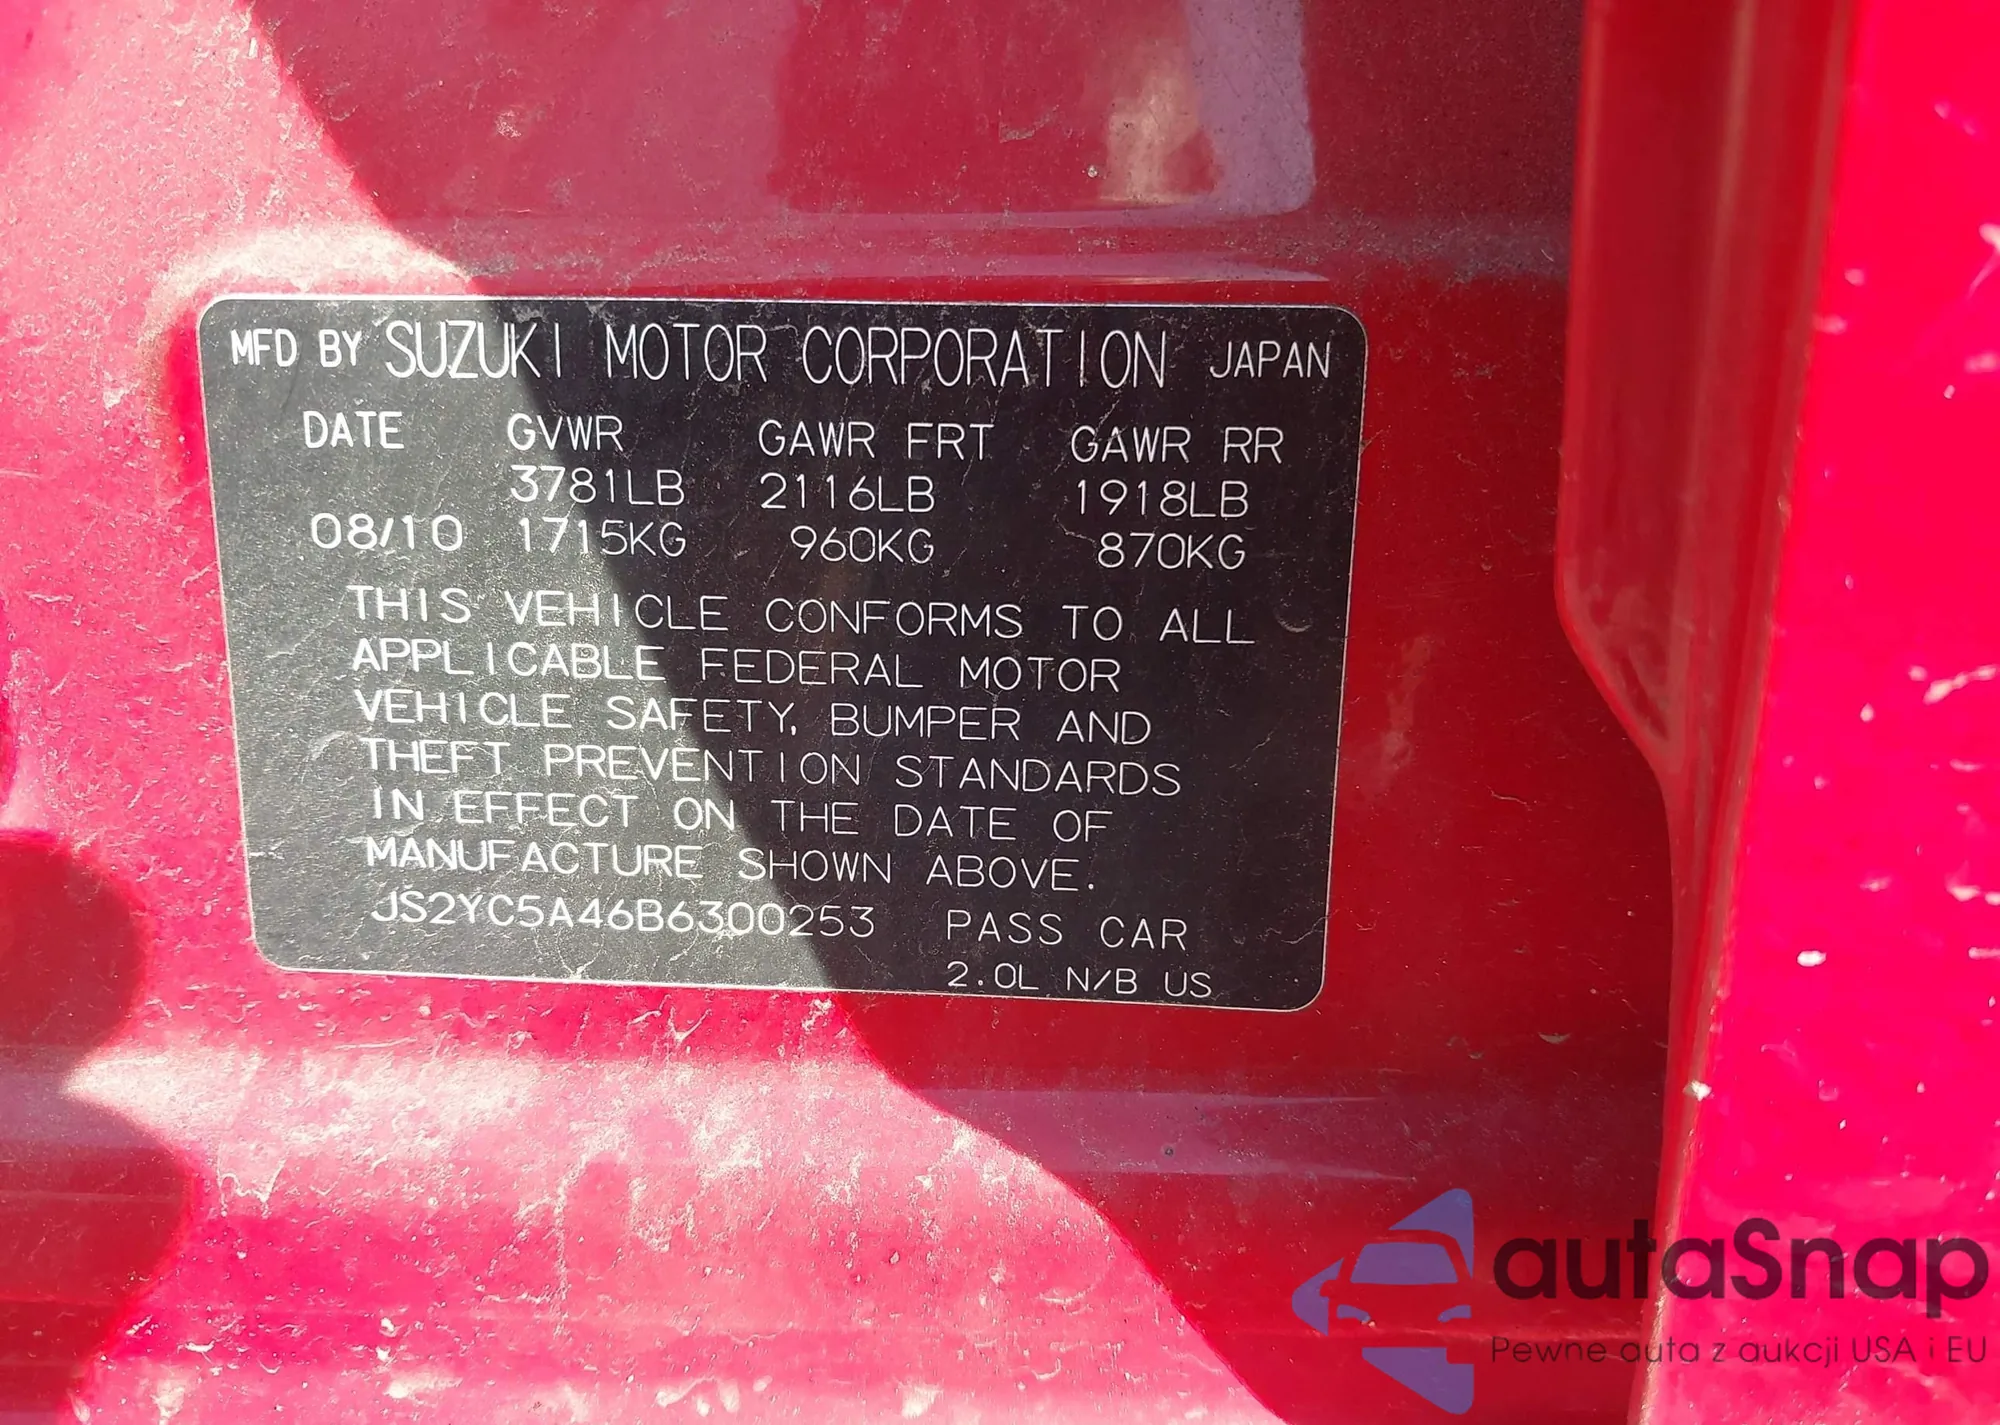 MFD BY SUZUKI MOTOR CORPORATION JAPAN
DATE GVWR GAWR FRT GAWR RR
3781LB 2116LB 1918LB
08/10 1715KG 960KG 870KG
THIS VEHICLE CONFORMS TO ALL
APPLICABLE FEDERAL MOTOR
VEHICLE SAFETY, BUMPER AND
THEFT PREVENTION STANDARDS
IN EFFECT ON THE DATE OF
MANUFACTURE SHOWN ABOVE.
JS2YC5A46B6300253 PASS CAR
2.0L N/B US
autaSnap
Pewne auta z aukcji USA i EU